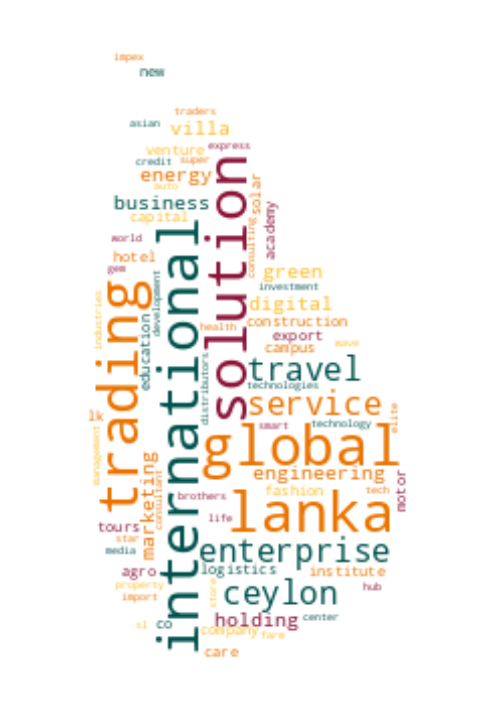 impex
new
traders
asian
villa
venture
express
credit
super
energy
auto
business
capital
solution
solar
academy
consulting
world
hotel
gem
international
green
investment
development
digital
trading
industries
education
health
construction
export
campus
wave
distributors
travel
technologies
service
lk
elite
smart
technology
global
management
marketing
consultant
engineering
motor
fashion
tech
brothers
lanka
life
tours
star
media
enterprise
agro
logistics
institute
property
import
store
ceylon
hub
holding
center
sl
co
company
farm
care